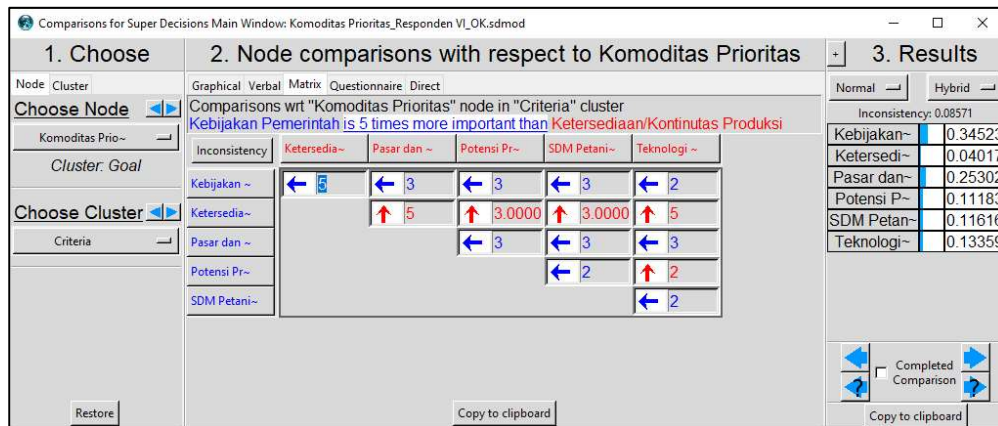 Comparisons for Super Decisions Main Window: Komoditas Prioritas_Responden VI_OK.sdmod
1. Choose
Node Cluster
Choose Node
Komoditas Prio~
Cluster: Goal
Choose Cluster
Criteria
Restore
2. Node comparisons with respect to Komoditas Prioritas
Graphical Verbal Matrix Questionnaire Direct
Comparisons wrt "Komoditas Prioritas" node in "Criteria" cluster
Kebijakan Pemerintah is 5 times more important than Ketersediaan/Kontinutas Produksi
Inconsistency Ketersedia~ Pasar dan ~ Potensi Pr~ SDM Petani~ Teknologi ~
Kebijakan ~ 5 3 3 3 2
Ketersedia~ 5 3.0000 3.0000 5
Pasar dan ~ 3 3 3
Potensi Pr~ 2 2
SDM Petani~ 2
Copy to clipboard
+ 3. Results
Normal Hybrid
Inconsistency: 0.08571
Kebijakan~ 0.34523
Ketersedi~ 0.04017
Pasar dan~ 0.25302
Potensi P~ 0.11183
SDM Petan~ 0.11616
Teknologi~ 0.13359
Completed
Comparison
? ?
Copy to clipboard